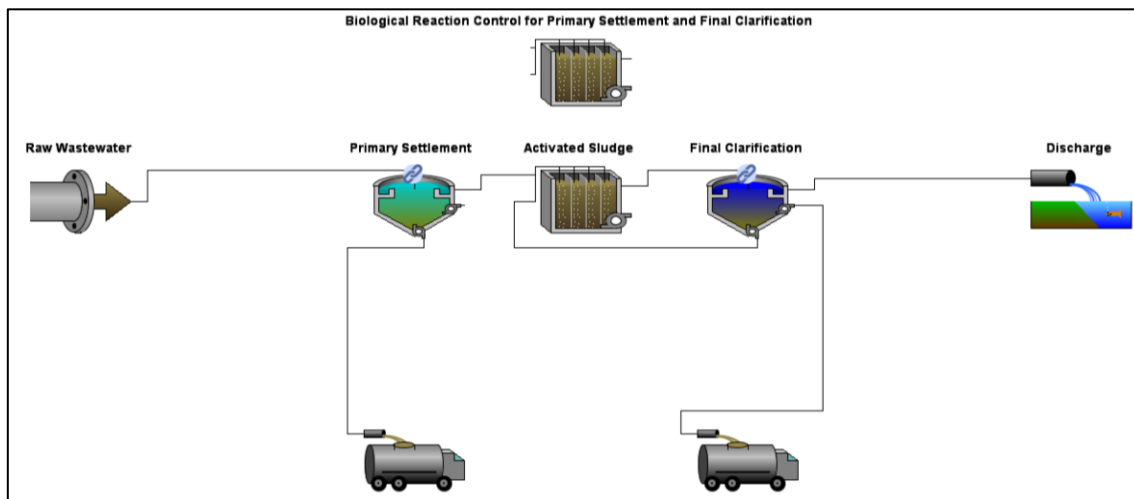 Biological Reaction Control for Primary Settlement and Final Clarification
Raw Wastewater
Primary Settlement
Activated Sludge
Final Clarification
Discharge